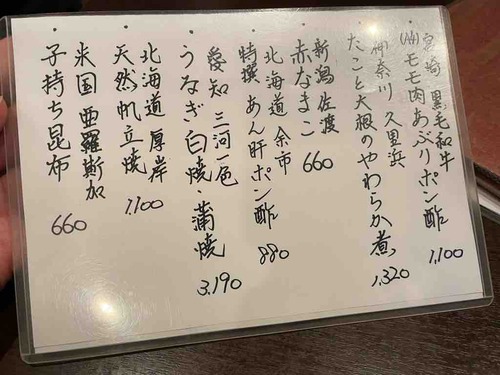 宮崎 黒毛和牛
(A4)モモ肉あぶりポン酢
1,100
神奈川 久里浜
たこと大根のやわらか煮
1,320
新潟 佐渡
赤なまこ
660
北海道 余市
特撰 あん肝ポン酢
880
愛知 三河一色
うなぎ白焼・蒲焼
3,190
北海道 厚岸
天然帆立焼
1,100
米国 亜羅斯加
子持ち昆布
660